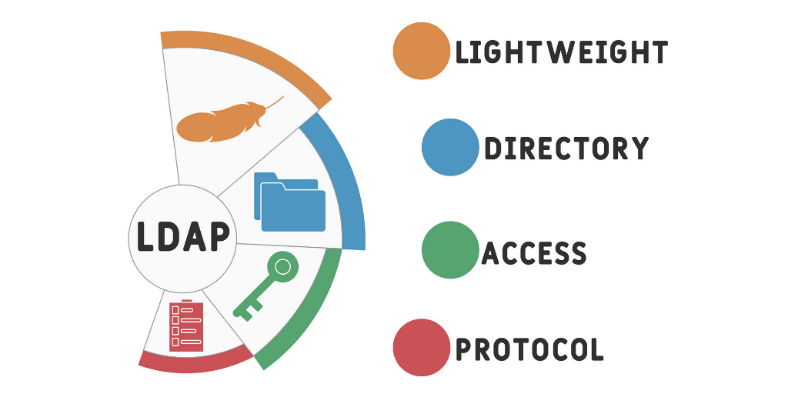 LDAP
LIGHTWEIGHT
DIRECTORY
ACCESS
PROTOCOL